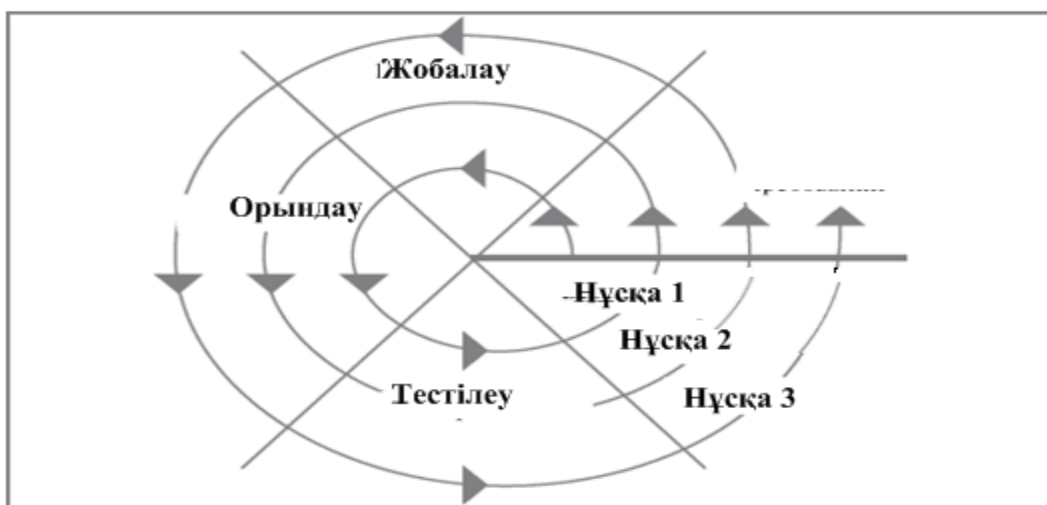 Жобалау
Орындау
Нұсқа 1
Нұсқа 2
Тестілеу
Нұсқа 3